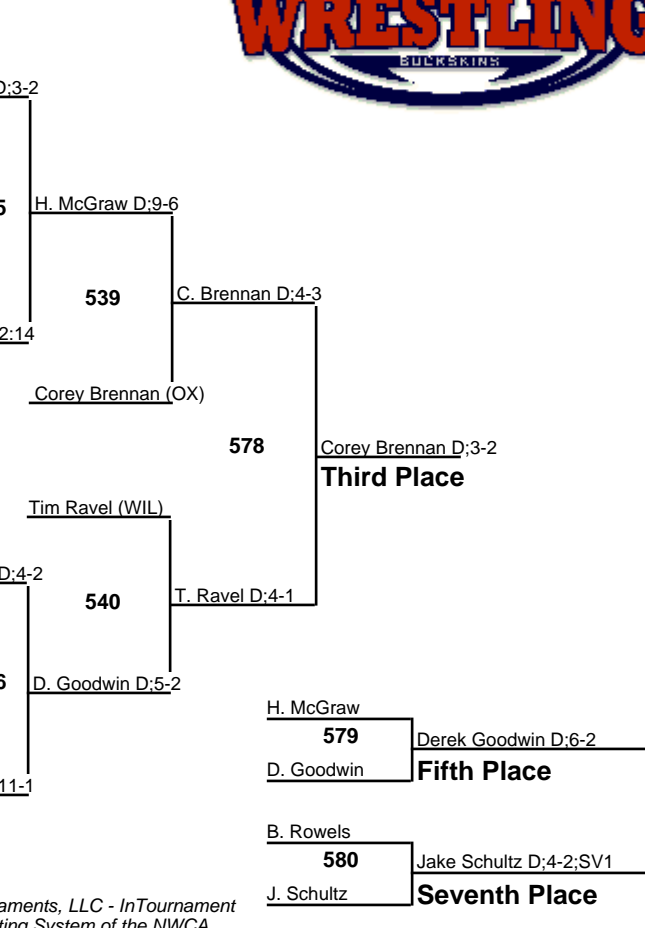 WRESTLING
BUCKSKINS
D;3-2
5
H. McGraw D;9-6
539
C. Brennan D;4-3
2:14
Corey Brennan (OX)
578
Corey Brennan D;3-2
Third Place
Tim Ravel (WIL)
D;4-2
540
T. Ravel D;4-1
6
D. Goodwin D;5-2
H. McGraw
579
Derek Goodwin D;6-2
D. Goodwin
Fifth Place
11-1
B. Rowels
580
Jake Schultz D;4-2;SV1
J. Schultz
Seventh Place
aments, LLC - InTournament
ting System of the NWCA